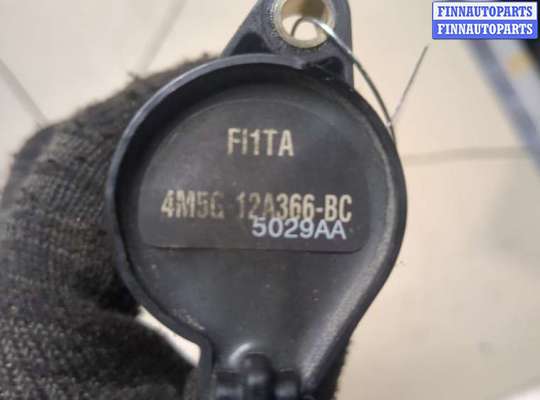 FINNAUTOPARTS
FINNAUTOPARTS
FI1TA
4M5G 12A366-BC
5029AA